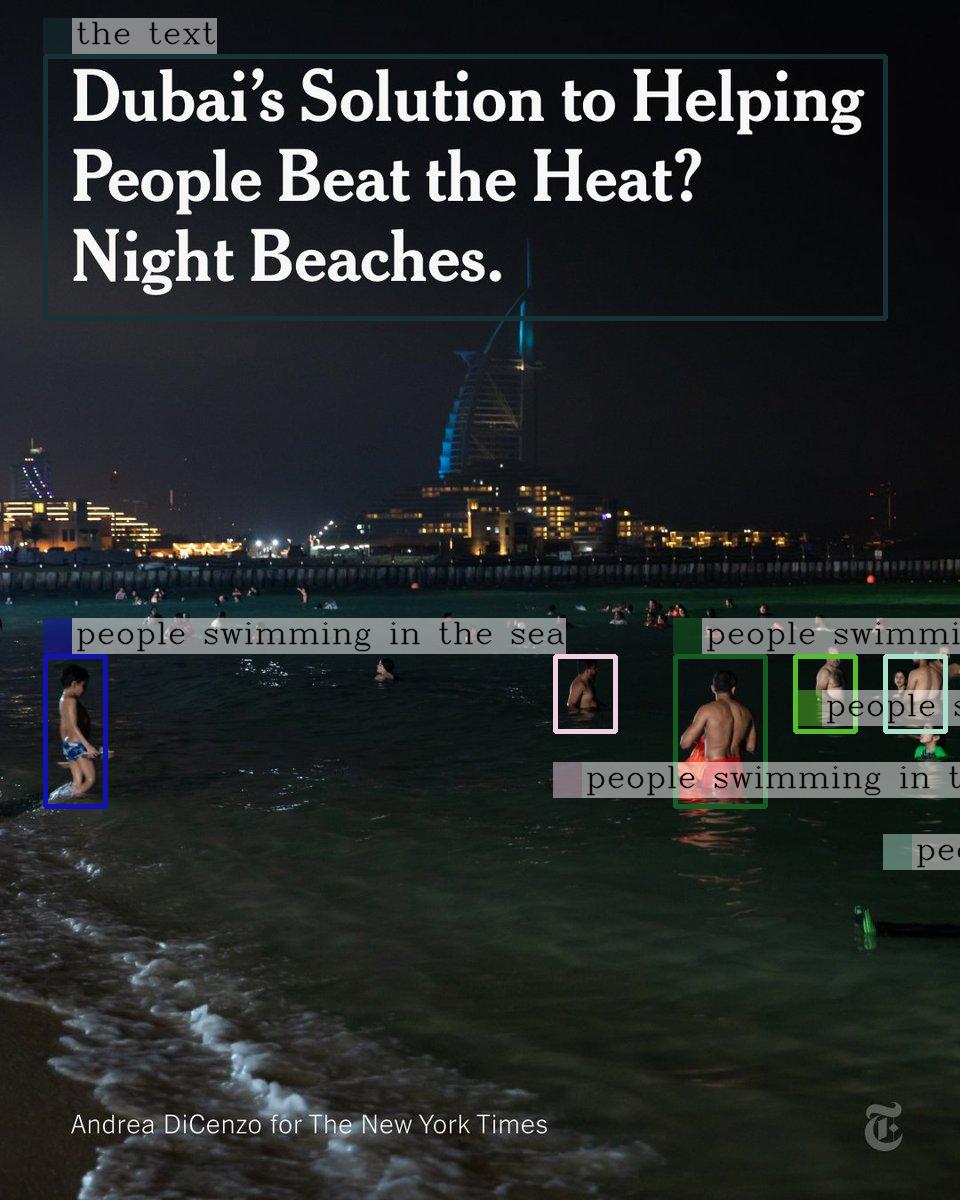 the text
Dubai’s Solution to Helping
People Beat the Heat?
Night Beaches.
people swimming in the sea
people swimmi
people s
people swimming in t
peo
Andrea DiCenzo for The New York Times
T